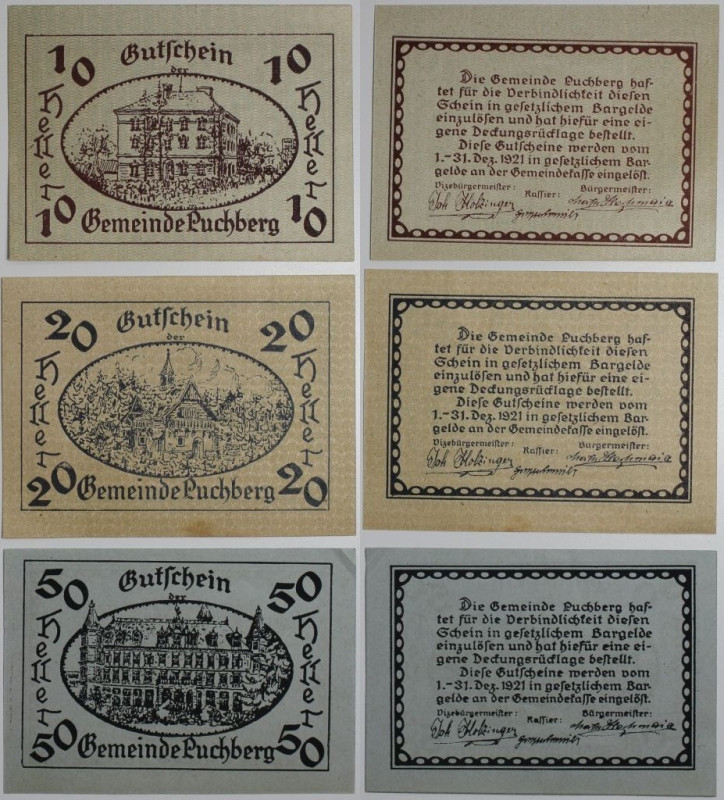 10 Gutschein 10
der
Heller Heller
10 Gemeinde Puchberg 10
Die Gemeinde Puchberg haf-
tet für die Verbindlichkeit diesen
Schein in gesetzlichem Bargelde
einzulösen und hat hiefür eine ei-
gene Deckungsrücklage bestellt.
Diese Gutscheine werden vom
1.-31. Dez. 1921 in gesetzlichem Bar-
gelde an der Gemeindekasse eingelöst.
Vizebürgermeister: Kassier: Bürgermeister:
Joh Holzinger
20 Gutschein 20
der
Heller Heller
20 Gemeinde Puchberg 20
Die Gemeinde Puchberg haf-
tet für die Verbindlichkeit diesen
Schein in gesetzlichem Bargelde
einzulösen und hat hiefür eine ei-
gene Deckungsrücklage bestellt.
Diese Gutscheine werden vom
1.-31. Dez. 1921 in gesetzlichem Bar-
gelde an der Gemeindekasse eingelöst.
Vizebürgermeister: Kassier: Bürgermeister:
Joh Holzinger
50 Gutschein 50
der
Heller Heller
50 Gemeinde Puchberg 50
Die Gemeinde Puchberg haf-
tet für die Verbindlichkeit diesen
Schein in gesetzlichem Bargelde
einzulösen und hat hiefür eine ei-
gene Deckungsrücklage bestellt.
Diese Gutscheine werden vom
1.-31. Dez. 1921 in gesetzlichem Bar-
gelde an der Gemeindekasse eingelöst.
Vizebürgermeister: Kassier: Bürgermeister:
Joh Holzinger